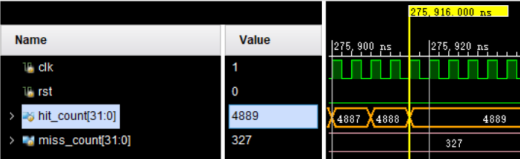 275,916.000 ns
Name Value 275,900 ns 275,920 ns
clk 1
rst 0
hit_count[31:0] 4889 4887 4888 4889
miss_count[31:0] 327 327